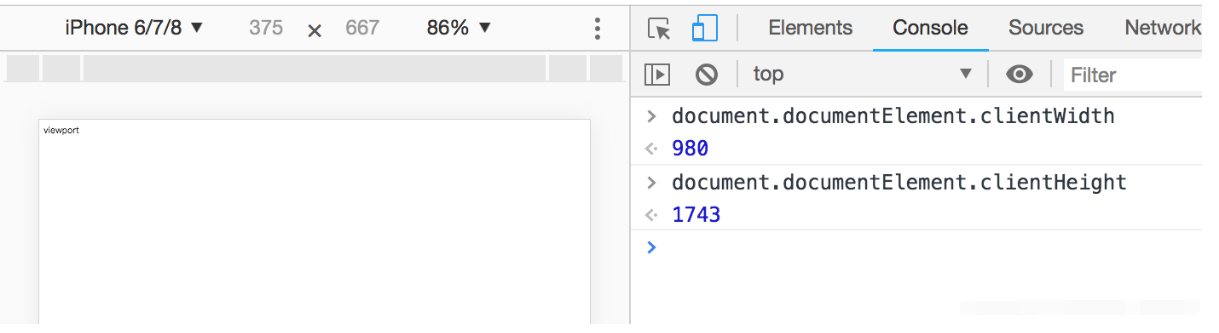 iPhone 6/7/8 ▼ 375 × 667 86% ▼
Elements Console Sources Network
top ▼ Filter
viewport
> document.documentElement.clientWidth
980
> document.documentElement.clientHeight
1743
>